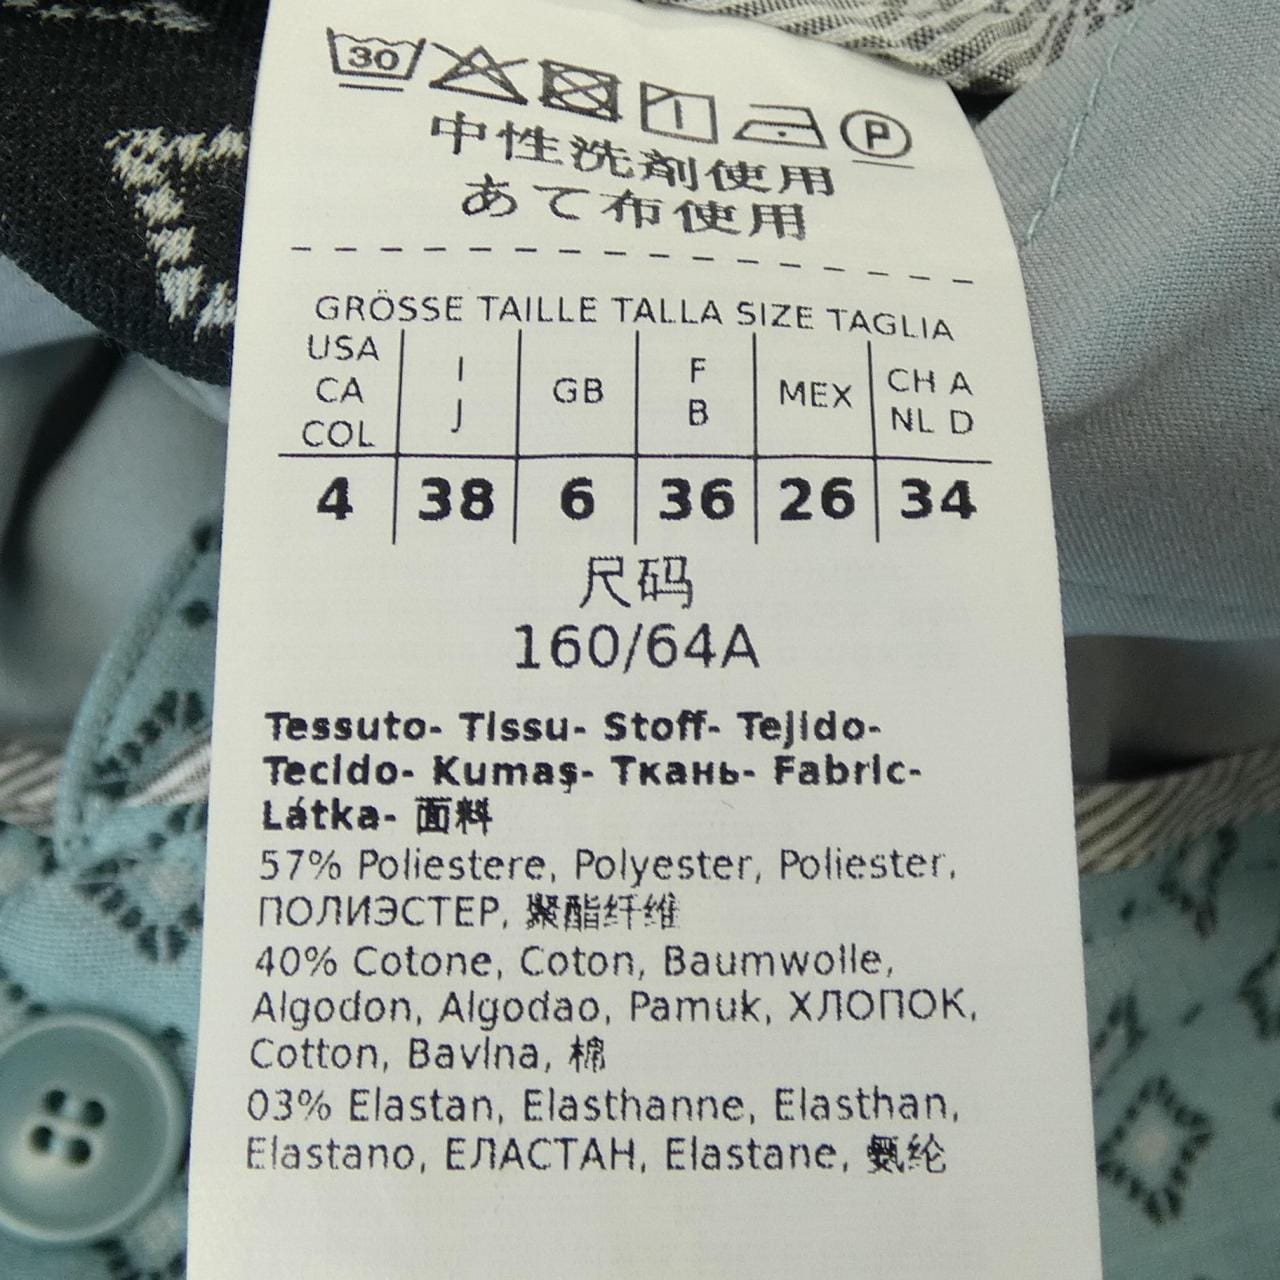 30 P
中性洗剤使用
あて布使用
GRÖSSE TAILLE TALLA SIZE TAGLIA
USA CA COL I J GB F B MEX CH A NL D
4 38 6 36 26 34
尺码
160/64A
Tessuto- Tissu- Stoff- Tejido-
Tecido- Kumaş- Ткань- Fabric-
Látka- 面料
57% Poliestere, Polyester, Poliester,
ПОЛИЭСТЕР, 聚酯纤维
40% Cotone, Coton, Baumwolle,
Algodon, Algodao, Pamuk, ХЛОПОК,
Cotton, Bavlna, 棉
03% Elastan, Elasthanne, Elasthan,
Elastano, ЕЛАСТАН, Elastane, 氨纶